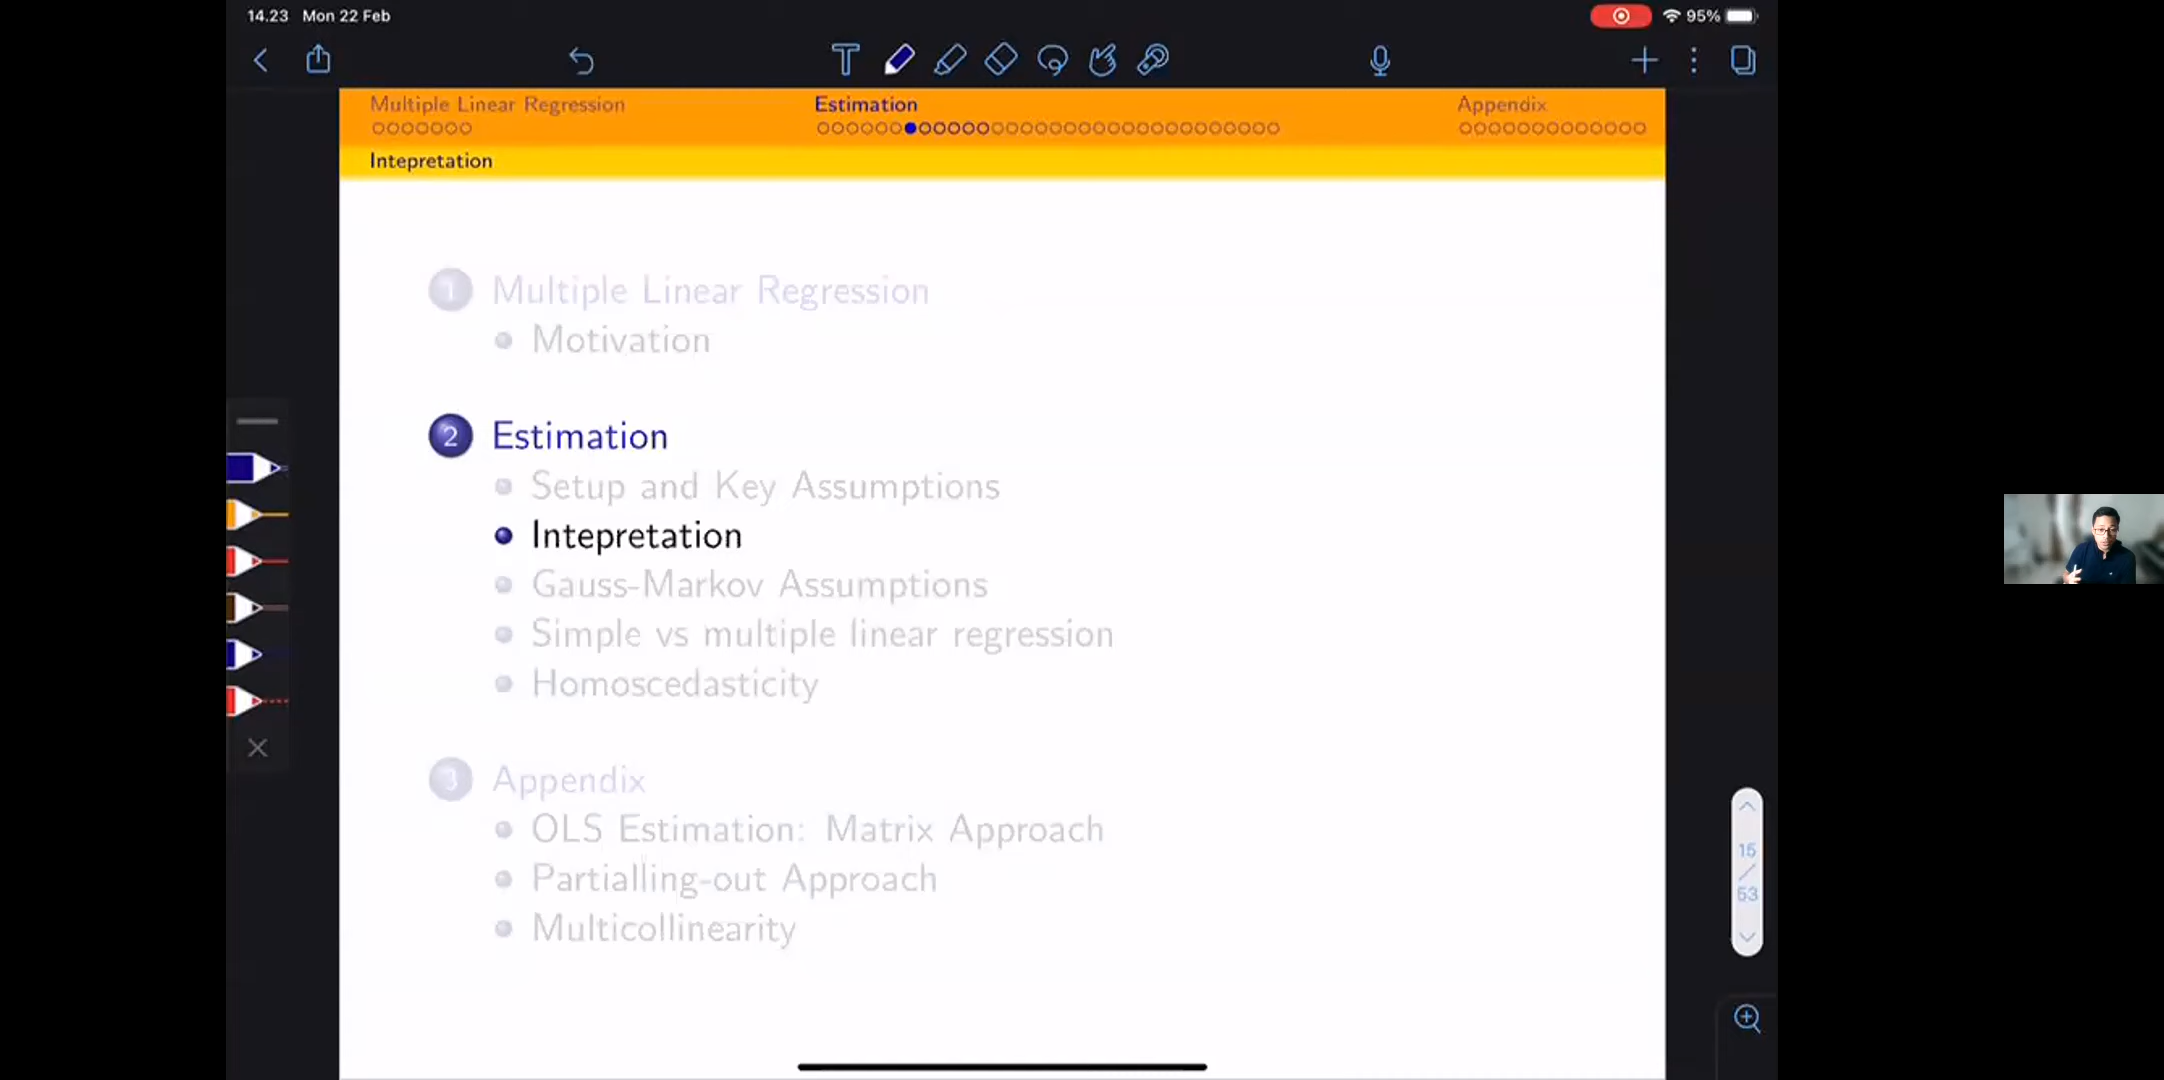 14.23 Mon 22 Feb
95%
Multiple Linear Regression
Estimation
Appendix
Intepretation
1 Multiple Linear Regression
Motivation
2 Estimation
Setup and Key Assumptions
Intepretation
Gauss-Markov Assumptions
Simple vs multiple linear regression
Homoscedasticity
3 Appendix
OLS Estimation: Matrix Approach
Partialling-out Approach
Multicollinearity
15
/
53